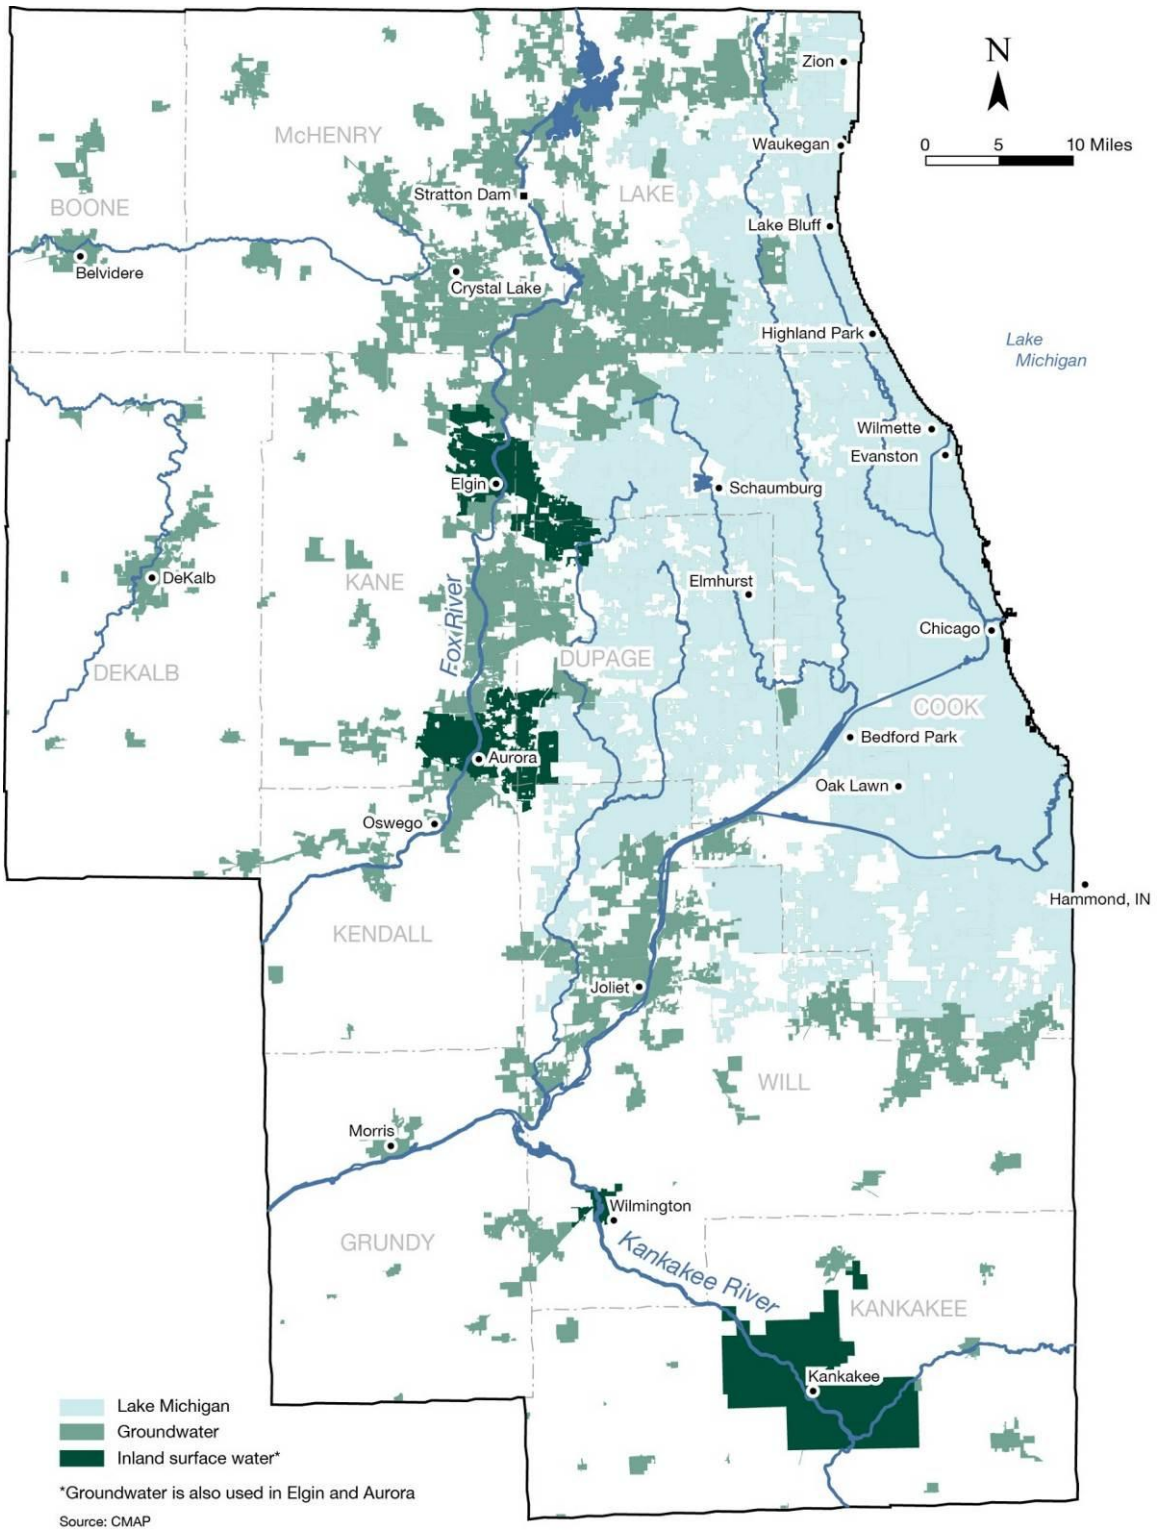 Zion
N
0 5 10 Miles
McHENRY
Waukegan
Stratton Dam
LAKE
BOONE
Lake Bluff
Belvidere
Crystal Lake
Highland Park
Lake
Michigan
Wilmette
Evanston
Elgin
Schaumburg
DeKalb
KANE
Elmhurst
Fox River
Chicago
DEKALB
DUPAGE
COOK
Bedford Park
Aurora
Oak Lawn
Oswego
Hammond, IN
KENDALL
Joliet
WILL
Morris
Wilmington
GRUNDY
Kankakee River
KANKAKEE
Kankakee
Lake Michigan
Groundwater
Inland surface water*
*Groundwater is also used in Elgin and Aurora
Source: CMAP